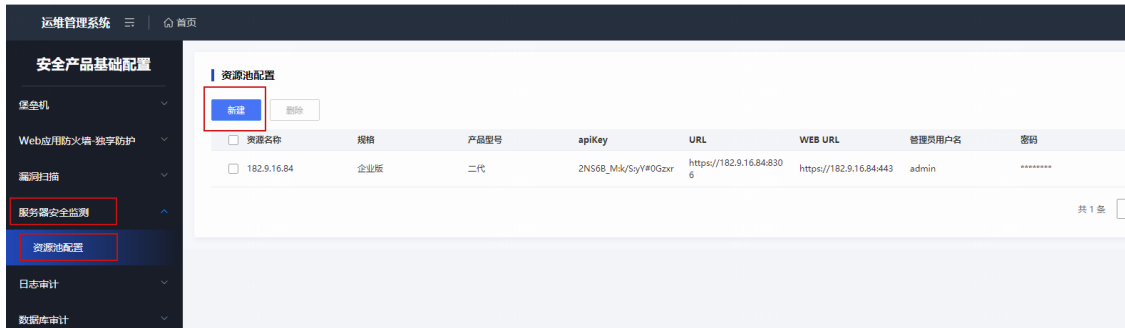 运维管理系统 首页
安全产品基础配置
堡垒机
Web应用防火墙-独享防护
漏洞扫描
服务器安全监测
资源池配置
日志审计
数据库审计
资源池配置
新建 删除
资源名称 规格 产品型号 apiKey URL WEB URL 管理员用户名 密码
182.9.16.84 企业版 二代 2NS6B_M:k/S:yY#0Gzxr https://182.9.16.84:8306 https://182.9.16.84:443 admin ********
共 1 条